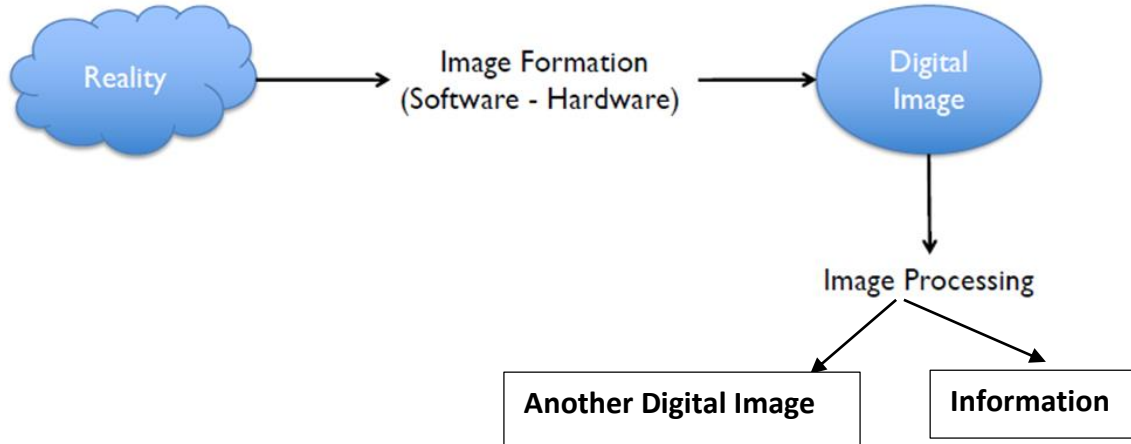 Reality
Image Formation
(Software - Hardware)
Digital
Image
Image Processing
Another Digital Image
Information